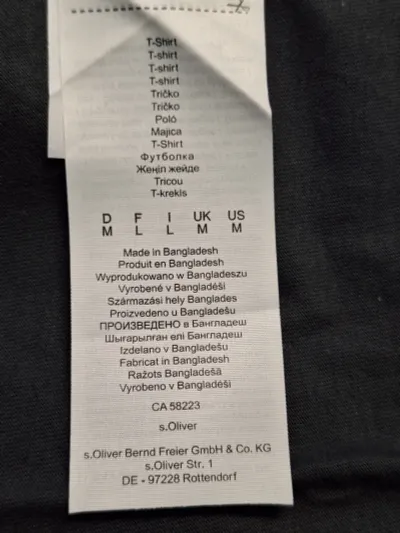 T-Shirt
T-shirt
T-shirt
T-shirt
Tričko
Tričko
Póló
Majica
T-Shirt
Футболка
Жеңіл жейде
Tricou
T-krekls
D F I UK US
M L L M M
Made in Bangladesh
Produit en Bangladesh
Wyprodukowano w Bangladeszu
Vyrobené v Bangladéši
Származási hely Banglades
Proizvedeno u Bangladešu
ПРОИЗВЕДЕНО в Бангладеш
Шығарылған елі Бангладеш
Izdelano v Bangladešu
Fabricat in Bangladesh
Ražots Bangladešā
Vyrobeno v Bangladéši
CA 58223
s.Oliver
s.Oliver Bernd Freier GmbH & Co. KG
s.Oliver Str. 1
DE - 97228 Rottendorf